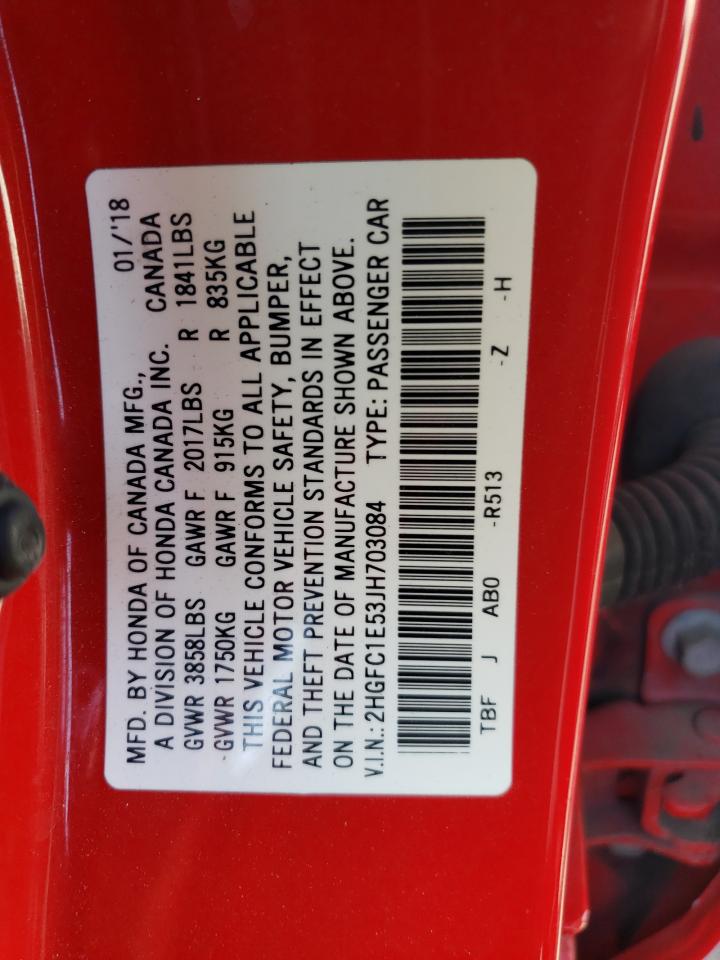 MFD. BY HONDA OF CANADA MFG., 01/'18
A DIVISION OF HONDA CANADA INC. CANADA
GVWR 3858LBS GAWR F 2017LBS R 1841LBS
GVWR 1750KG GAWR F 915KG R 835KG
THIS VEHICLE CONFORMS TO ALL APPLICABLE
FEDERAL MOTOR VEHICLE SAFETY, BUMPER,
AND THEFT PREVENTION STANDARDS IN EFFECT
ON THE DATE OF MANUFACTURE SHOWN ABOVE.
V.I.N.: 2HGFC1E53JH703084 TYPE: PASSENGER CAR
TBF J AB0 -R513 -Z -H